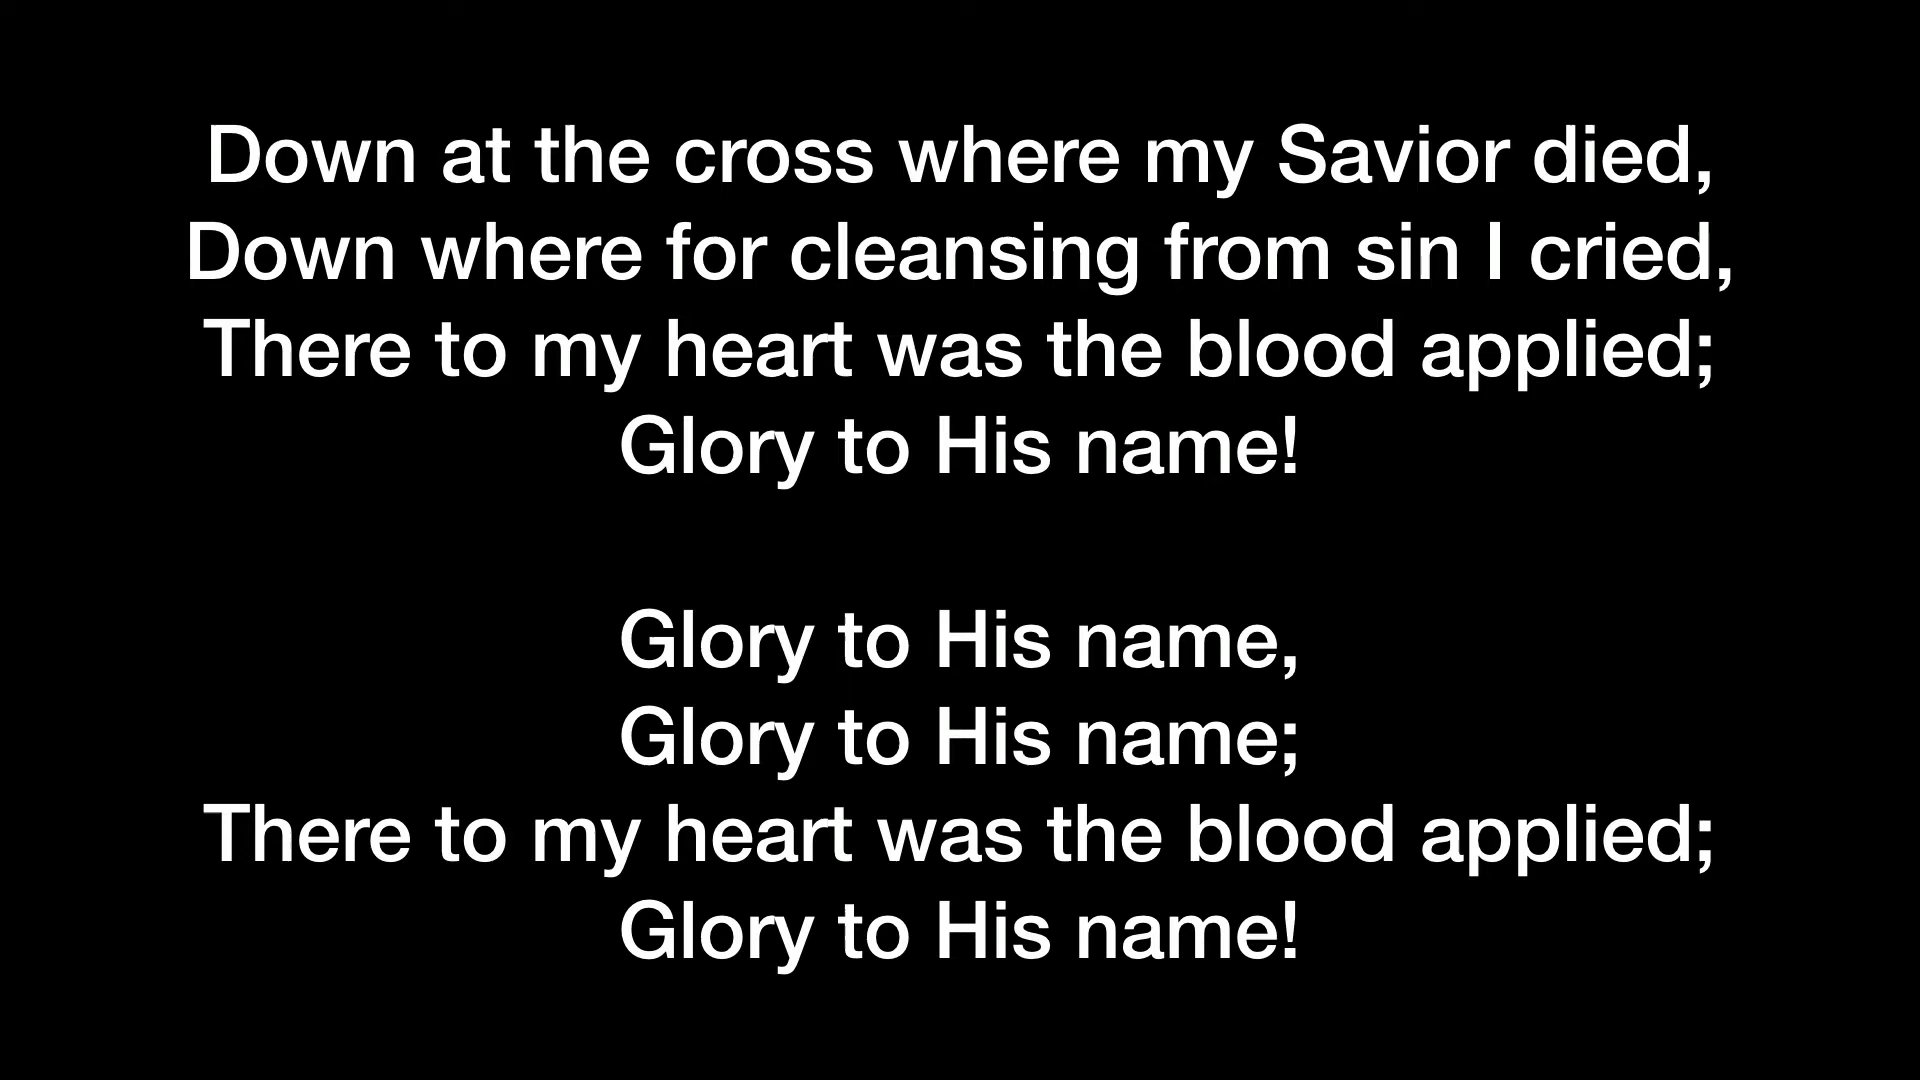 Down at the cross where my Savior died,
Down where for cleansing from sin I cried,
There to my heart was the blood applied;
Glory to His name!
Glory to His name,
Glory to His name;
There to my heart was the blood applied;
Glory to His name!